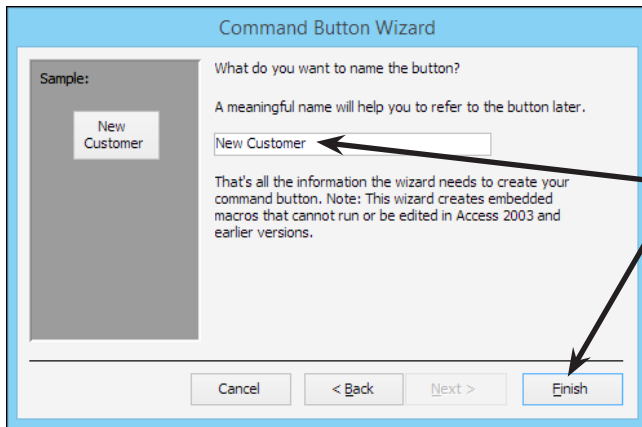 Command Button Wizard
Sample:
New
Customer
What do you want to name the button?
A meaningful name will help you to refer to the button later.
New Customer
That's all the information the wizard needs to create your
command button. Note: This wizard creates embedded
macros that cannot run or be edited in Access 2003 and
earlier versions.
Cancel
< Back
Next >
Finish